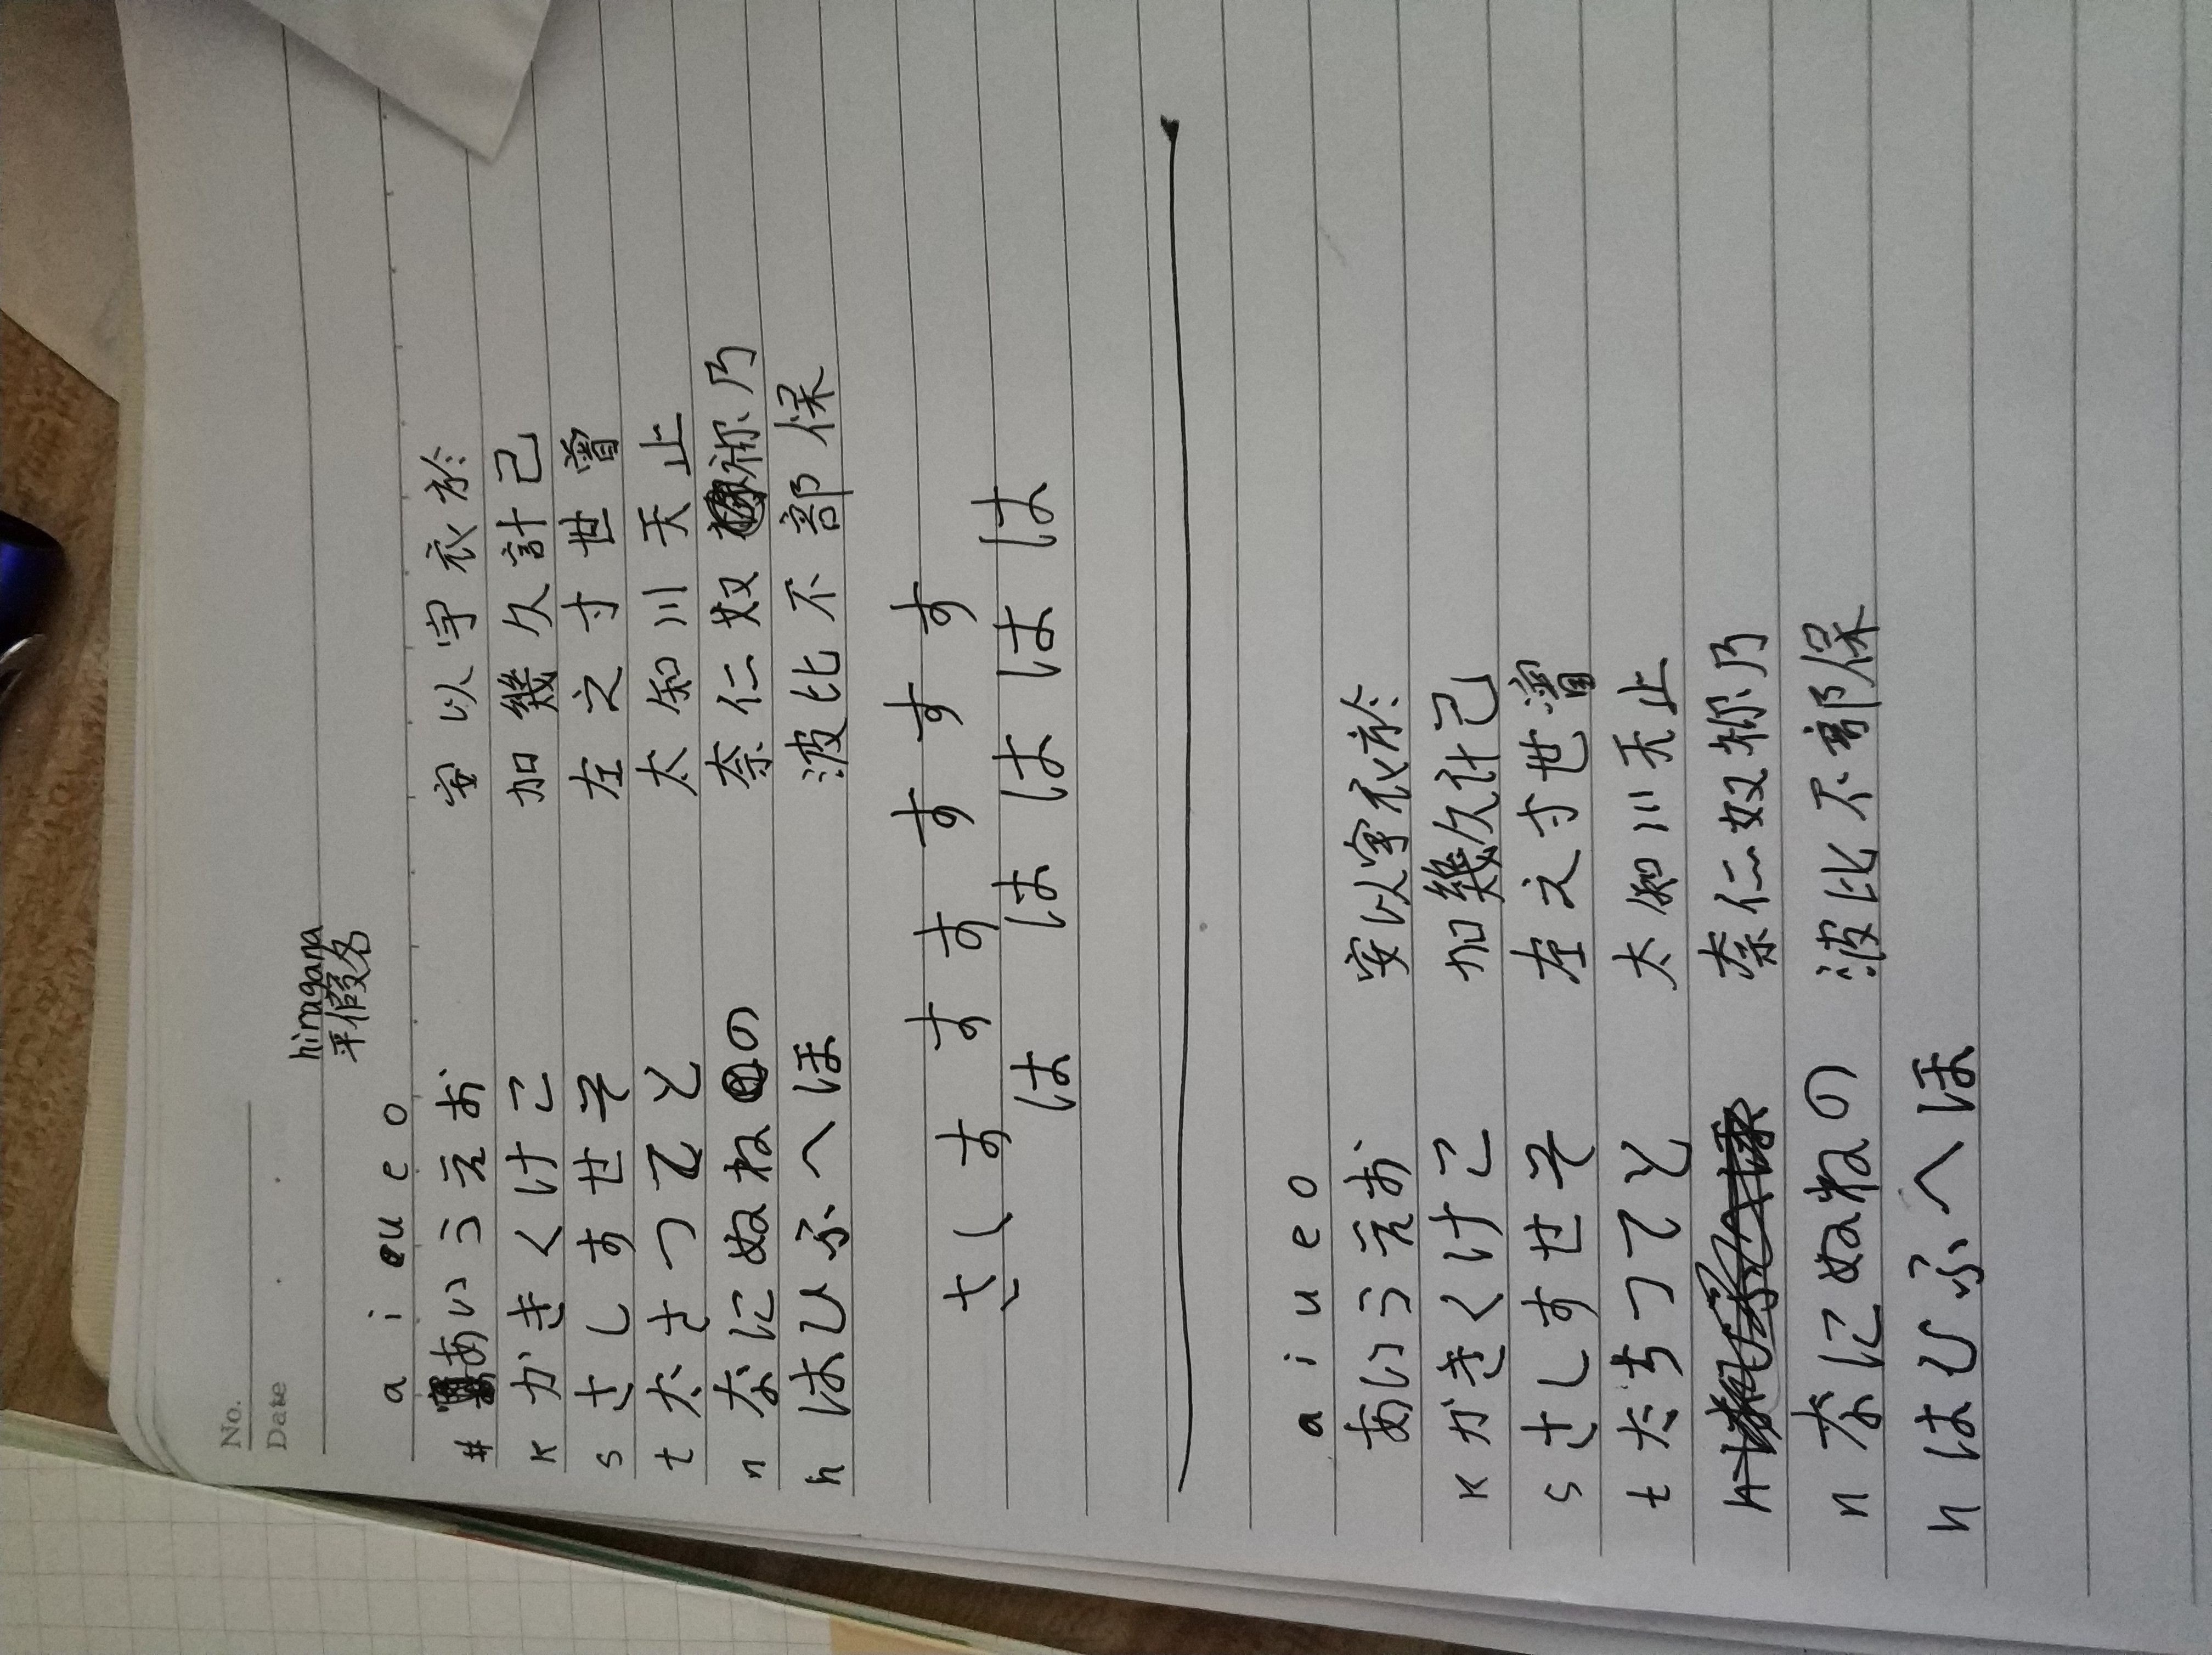 No.
Date
hiragana
平假名
a i u e o
# あいうえお 安以宇衣於
k かきくけこ 加幾久計己
s さしすせそ 左之寸世曾
t たさつてと 太知川天止
n なにぬねの 奈仁奴祢乃
h はひふへほ 波比不部保
さしすすすすすす
ははははは
a i u e o
あいうえお 安以宇衣於
k かきくけこ 加幾久计己
s さしすせそ 左之寸世曾
t たちつてと 太知川天止
h はひふへほ 奈仁奴祢乃
n なにぬねの 波比不部保
h はひふへほ